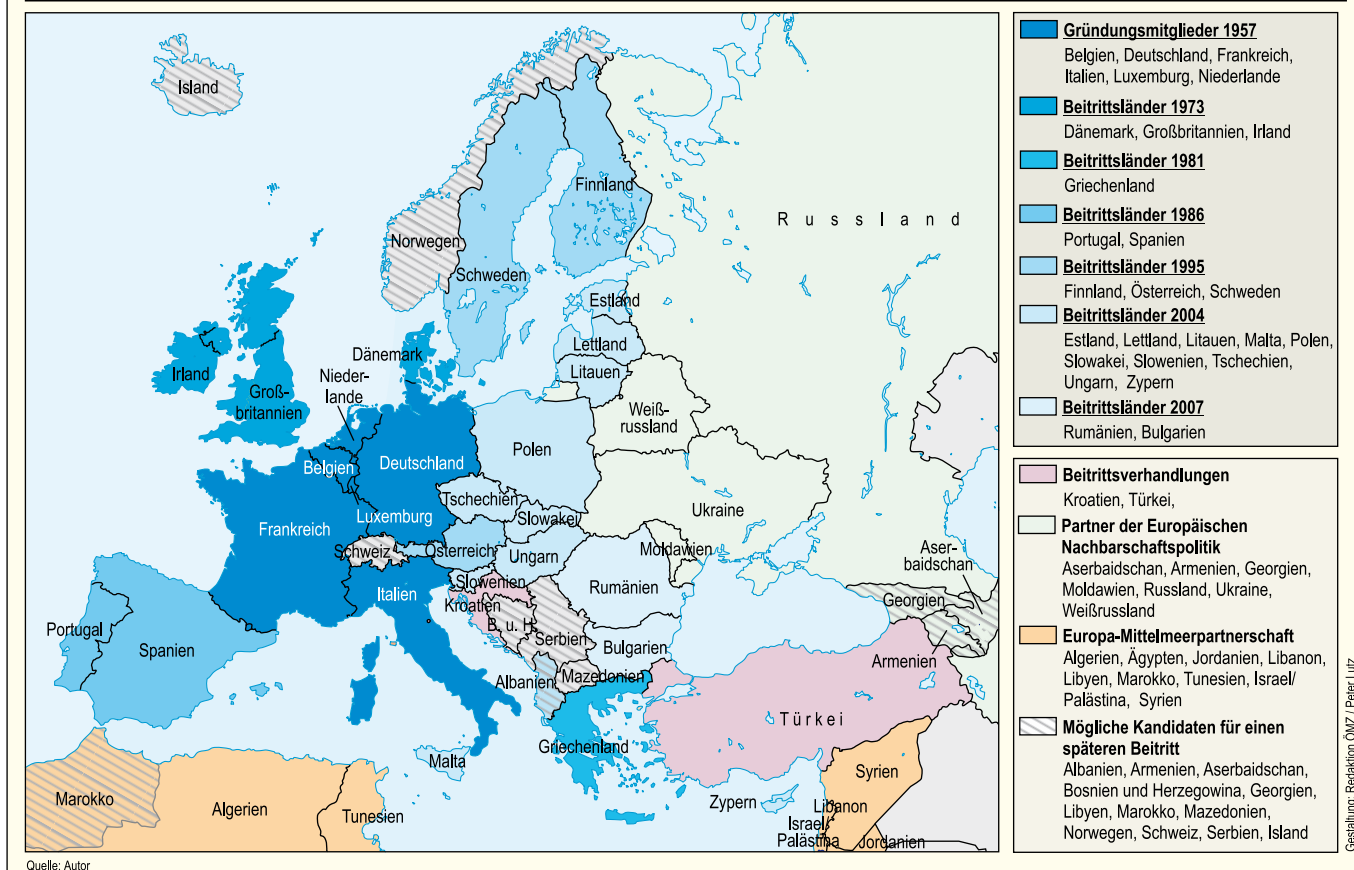 Island
Finnland
Russland
Norwegen
Schweden
Estland
Lettland
Dänemark
Litauen
Irland
Nieder-
lande
Groß-
britannien
Weiß-
russland
Polen
Belgien
Deutschland
Tschechien
Ukraine
Luxemburg
Slowakei
Frankreich
Moldawien
Schweiz
Österreich
Ungarn
Aser-
baidschan
Slowenien
Rumänien
Italien
Kroatien
Georgien
B. u. H
Portugal
Serbien
Spanien
Bulgarien
Armenien
Albanien
Mazedonien
Türkei
Griechenland
Malta
Syrien
Marokko
Algerien
Tunesien
Zypern
Libanon
Israel/
Palästina
Jordanien
Gründungsmitglieder 1957
Belgien, Deutschland, Frankreich,
Italien, Luxemburg, Niederlande
Beitrittsländer 1973
Dänemark, Großbritannien, Irland
Beitrittsländer 1981
Griechenland
Beitrittsländer 1986
Portugal, Spanien
Beitrittsländer 1995
Finnland, Österreich, Schweden
Beitrittsländer 2004
Estland, Lettland, Litauen, Malta, Polen,
Slowakei, Slowenien, Tschechien,
Ungarn, Zypern
Beitrittsländer 2007
Rumänien, Bulgarien
Beitrittsverhandlungen
Kroatien, Türkei,
Partner der Europäischen
Nachbarschaftspolitik
Aserbaidschan, Armenien, Georgien,
Moldawien, Russland, Ukraine,
Weißrussland
Europa-Mittelmeerpartnerschaft
Algerien, Ägypten, Jordanien, Libanon,
Libyen, Marokko, Tunesien, Israel/
Palästina, Syrien
Mögliche Kandidaten für einen
späteren Beitritt
Albanien, Armenien, Aserbaidschan,
Bosnien und Herzegowina, Georgien,
Libyen, Marokko, Mazedonien,
Norwegen, Schweiz, Serbien, Island
Gestaltung: Redaktion ÖMZ / Peter Lutz
Quelle: Autor